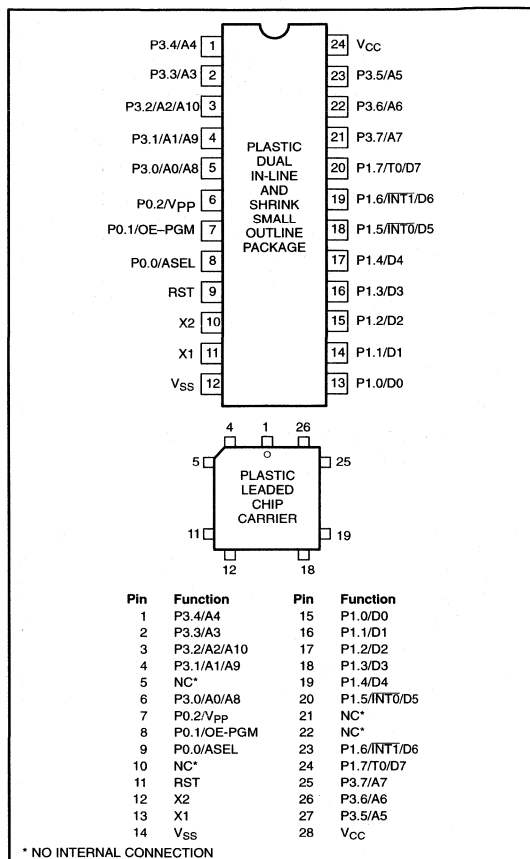 P3.4/A4 1 24 VCC
P3.3/A3 2 23 P3.5/A5
P3.2/A2/A10 3 22 P3.6/A6
P3.1/A1/A9 4 21 P3.7/A7
P3.0/A0/A8 5 20 P1.7/T0/D7
P0.2/VPP 6 19 P1.6/INT1/D6
P0.1/OE–PGM 7 18 P1.5/INT0/D5
P0.0/ASEL 8 17 P1.4/D4
RST 9 16 P1.3/D3
X2 10 15 P1.2/D2
X1 11 14 P1.1/D1
VSS 12 13 P1.0/D0
PLASTIC
DUAL
IN-LINE
AND
SHRINK
SMALL
OUTLINE
PACKAGE
4 1 26
5 25
PLASTIC
LEADED
CHIP
CARRIER
11 19
12 18
Pin Function Pin Function
1 P3.4/A4 15 P1.0/D0
2 P3.3/A3 16 P1.1/D1
3 P3.2/A2/A10 17 P1.2/D2
4 P3.1/A1/A9 18 P1.3/D3
5 NC* 19 P1.4/D4
6 P3.0/A0/A8 20 P1.5/INT0/D5
7 P0.2/VPP 21 NC*
8 P0.1/OE-PGM 22 NC*
9 P0.0/ASEL 23 P1.6/INT1/D6
10 NC* 24 P1.7/T0/D7
11 RST 25 P3.7/A7
12 X2 26 P3.6/A6
13 X1 27 P3.5/A5
14 VSS 28 VCC
* NO INTERNAL CONNECTION